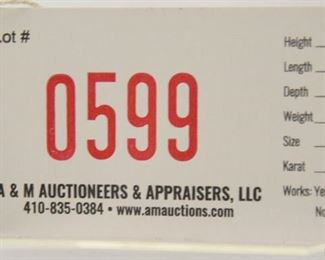 Lot #
0599
A & M AUCTIONEERS & APPRAISERS, LLC
410-835-0384 • www.amauctions.com
Height
Length
Depth
Weight
Size
Karat
Works: Ye
No